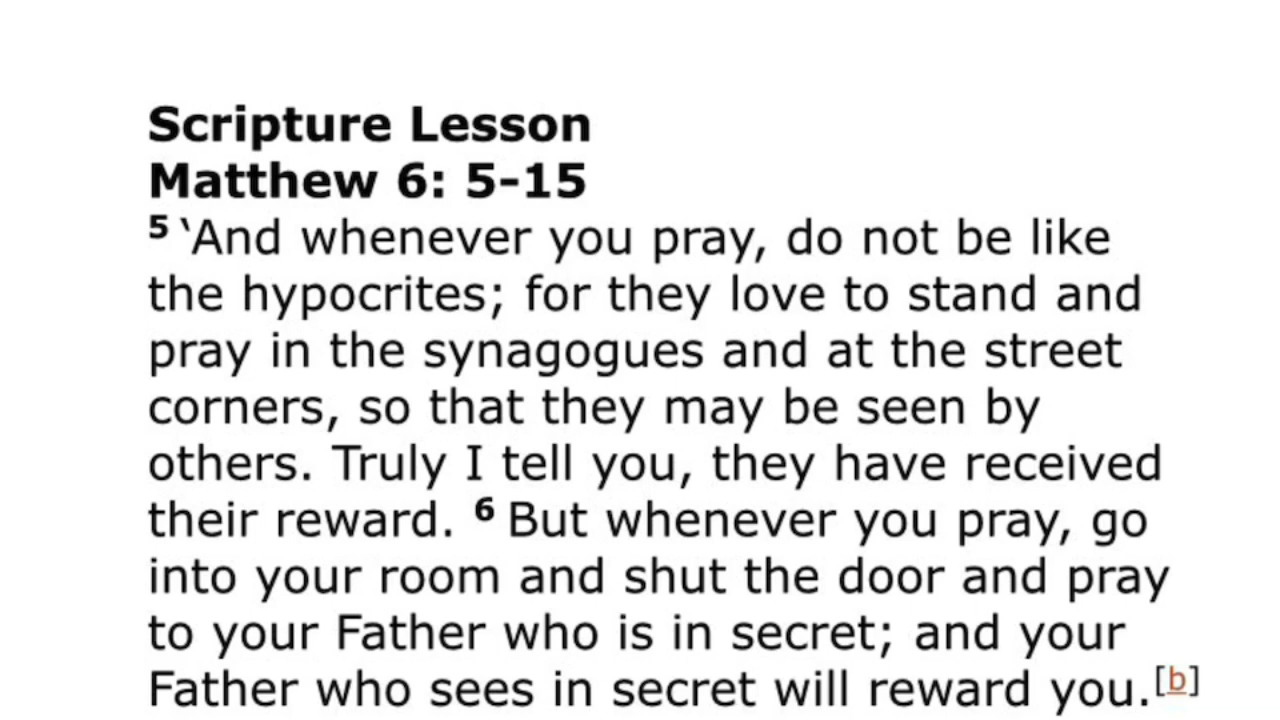 Scripture Lesson
Matthew 6: 5-15
5 ‘And whenever you pray, do not be like
the hypocrites; for they love to stand and
pray in the synagogues and at the street
corners, so that they may be seen by
others. Truly I tell you, they have received
their reward. 6 But whenever you pray, go
into your room and shut the door and pray
to your Father who is in secret; and your
Father who sees in secret will reward you.[b]